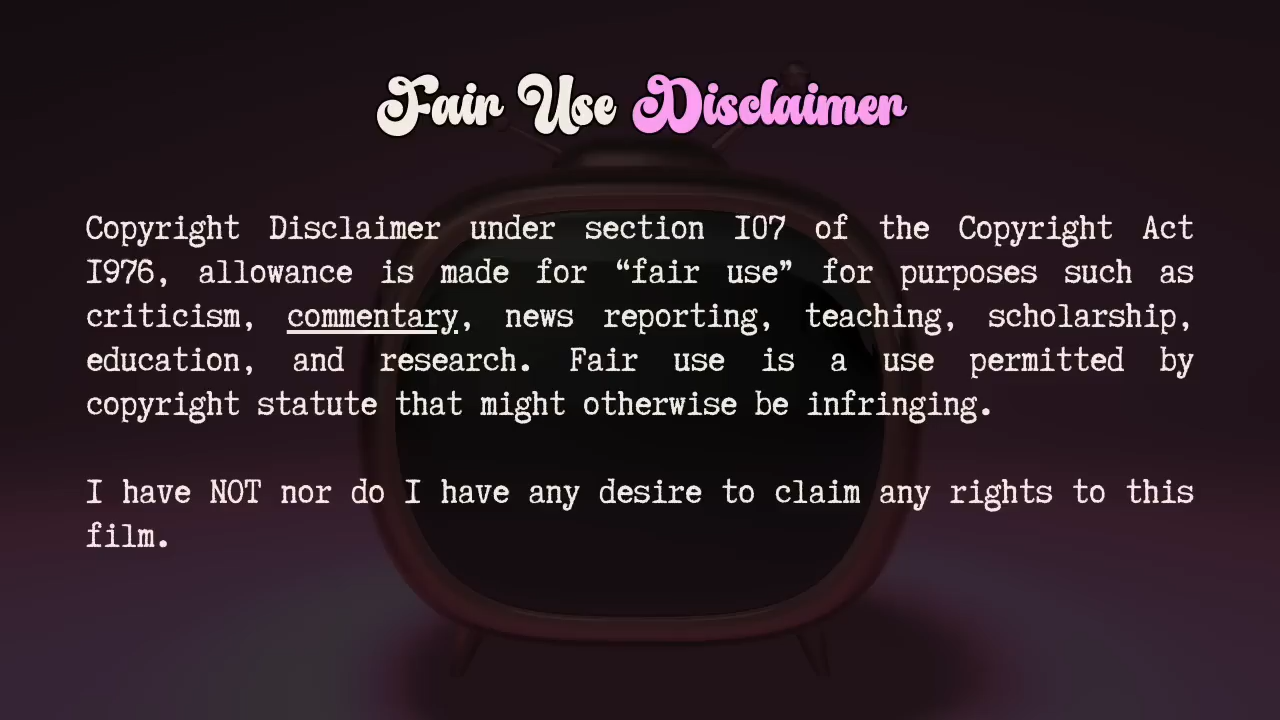 Fair Use Disclaimer
Copyright Disclaimer under section 107 of the Copyright Act
1976, allowance is made for “fair use” for purposes such as
criticism, commentary, news reporting, teaching, scholarship,
education, and research. Fair use is a use permitted by
copyright statute that might otherwise be infringing.
I have NOT nor do I have any desire to claim any rights to this
film.